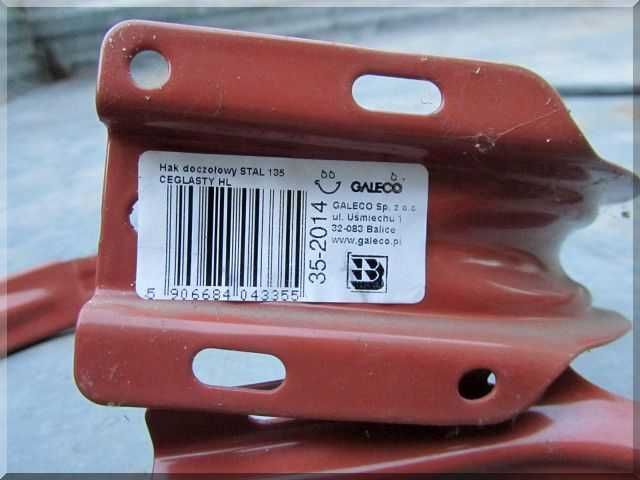 Hak doczołowy STAL 135
CEGLASTY HL
GALECO
GALECO Sp. z o.o.
ul. Uśmiechu 1
32-083 Balice
www.galeco.pl
35-2014
5 906684 043355